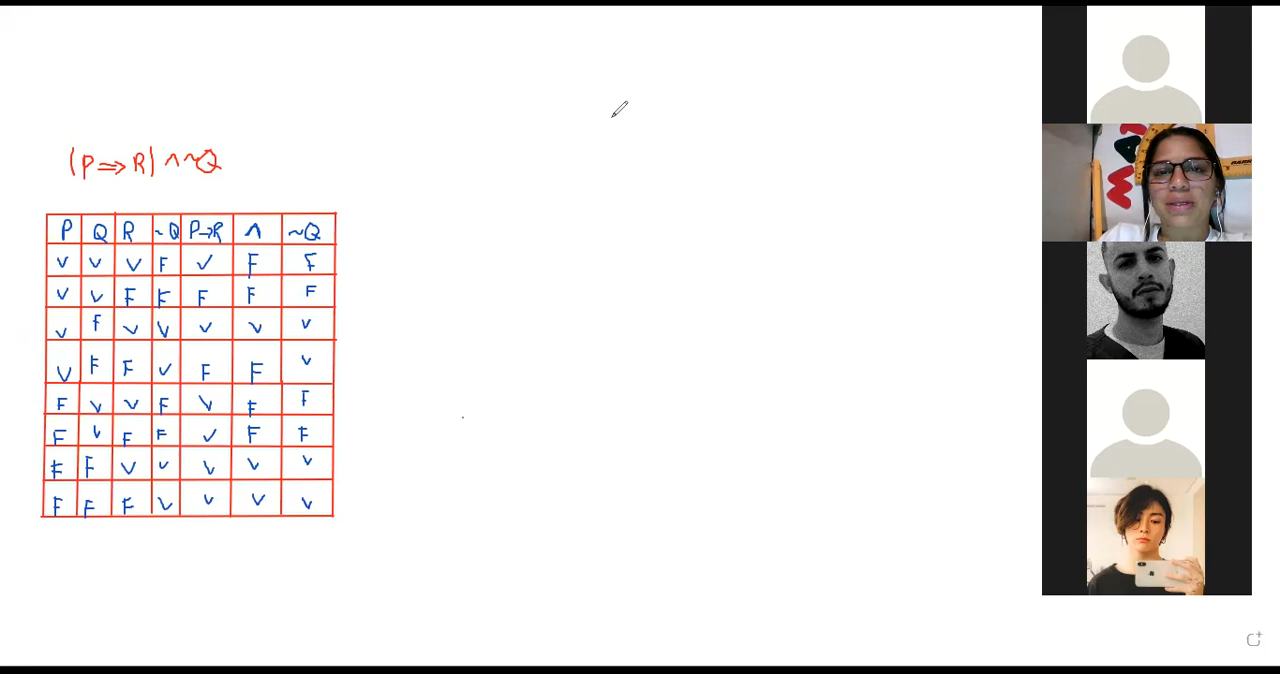 (P⇒R) ∧ ~Q
P Q R ~Q P→R ∧ ~Q
V V V F V F F
V V F F F F F
V F V V V V V
V F F V F F V
F V V F V F F
F V F F V F F
F F V V V V V
F F F V V V V